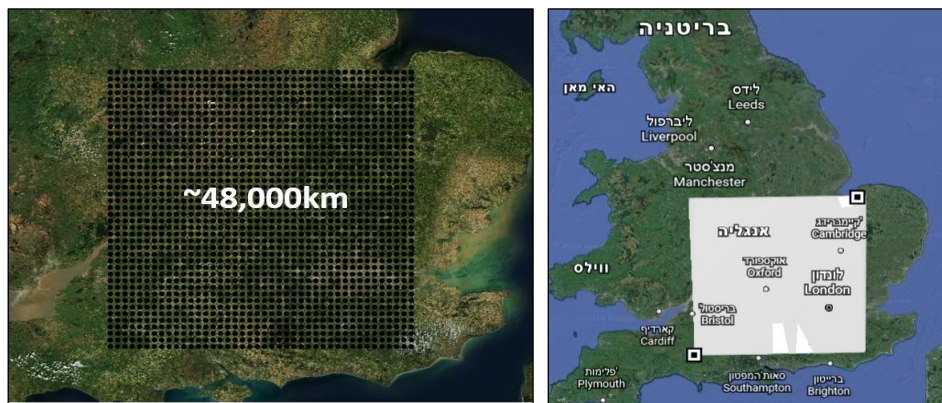 ~48,000km
בריטניה
האי מאן
לידס
Leeds
ליברפול
Liverpool
מנצ'סטר
Manchester
אנגליה
קיימברידג'
Cambridge
ווילס
אוקספורד
Oxford
לונדון
London
בריסטול
Bristol
קארדיף
Cardiff
פלימות'
Plymouth
סאות'המפטון
Southampton
ברייטון
Brighton